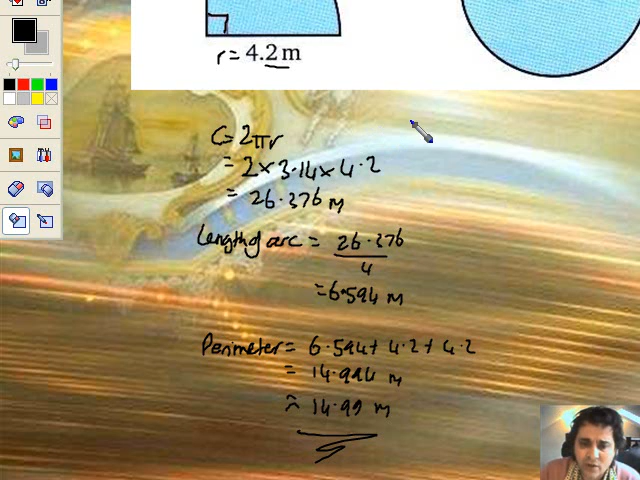 r = 4.2 m
C = 2πr
= 2 × 3.14 × 4.2
= 26.376 m
Length of arc = 26.376
4
= 6.594 m
Perimeter = 6.594 + 4.2 + 4.2
= 14.994 m
≈ 14.99 m